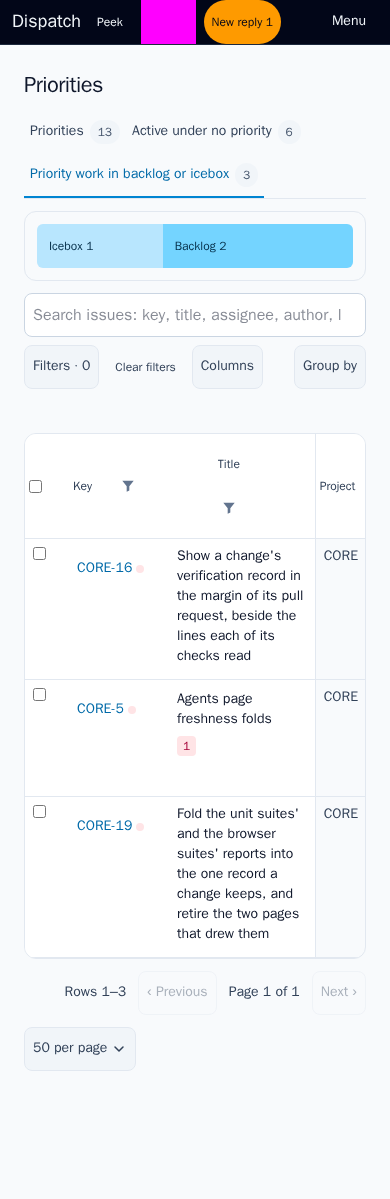 Dispatch Peek New reply 1 Menu
Priorities
Priorities 13 Active under no priority 6
Priority work in backlog or icebox 3
Icebox 1 Backlog 2
Search issues: key, title, assignee, author, l
Filters · 0 Clear filters Columns Group by
Title
Key Project
CORE-16 Show a change's CORE
verification record in
the margin of its pull
request, beside the
lines each of its
checks read
CORE-5 Agents page CORE
freshness folds
1
CORE-19 Fold the unit suites' CORE
and the browser
suites' reports into
the one record a
change keeps, and
retire the two pages
that drew them
Rows 1–3 ‹ Previous Page 1 of 1 Next ›
50 per page